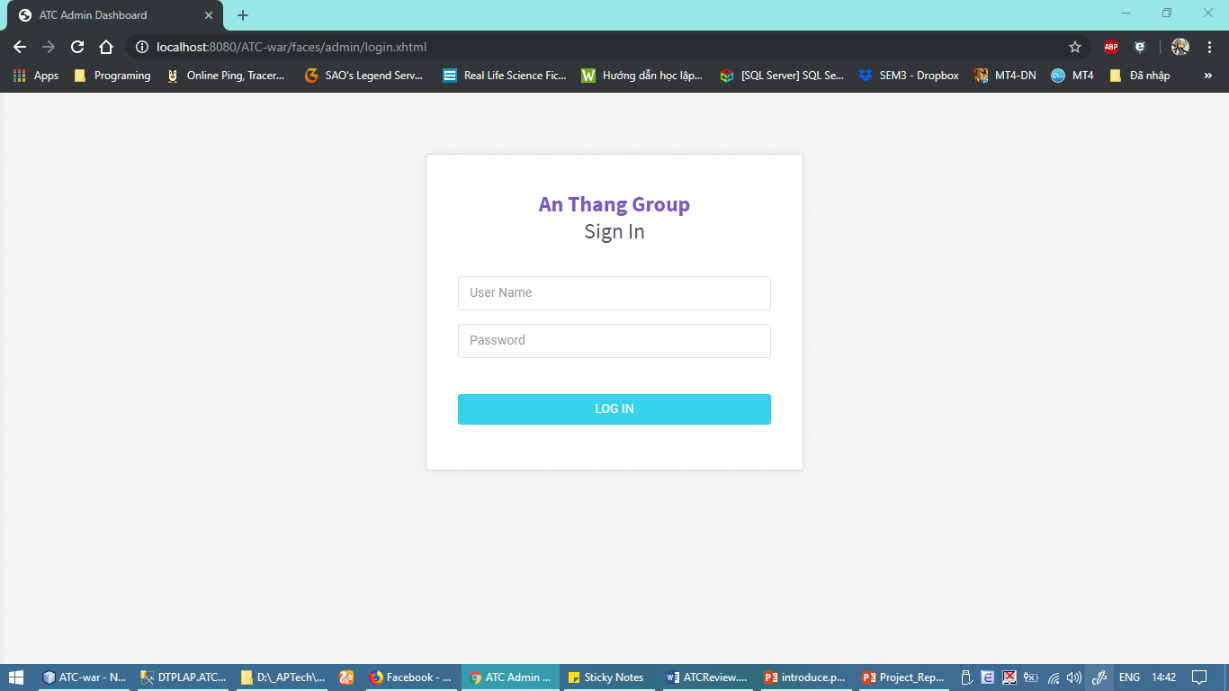 ATC Admin Dashboard
localhost:8080/ATC-war/faces/admin/login.xhtml
ABP
Apps Programing Online Ping, Tracer... SAO's Legend Serv... Real Life Science Fic... W Hướng dẫn học lập... [SQL Server] SQL Se... SEM3 - Dropbox MT4-DN MT4 Đã nhập »
An Thang Group
Sign In
User Name
Password
LOG IN
ATC-war - N... DTPLAP.ATC... D:\_APTech\... Facebook - ... ATC Admin ... Sticky Notes ATCReview.... introduce.p... Project_Rep... ENG 14:42